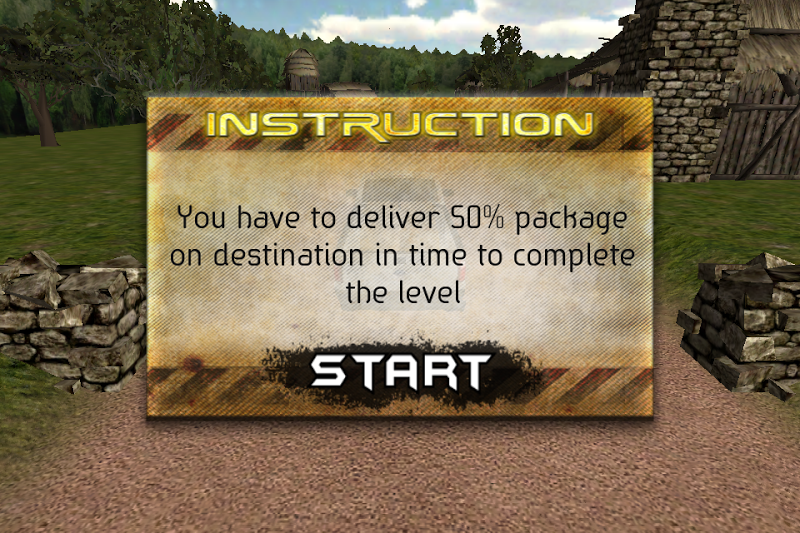 INSTRUCTION
You have to deliver 50% package
on destination in time to complete
the level
START